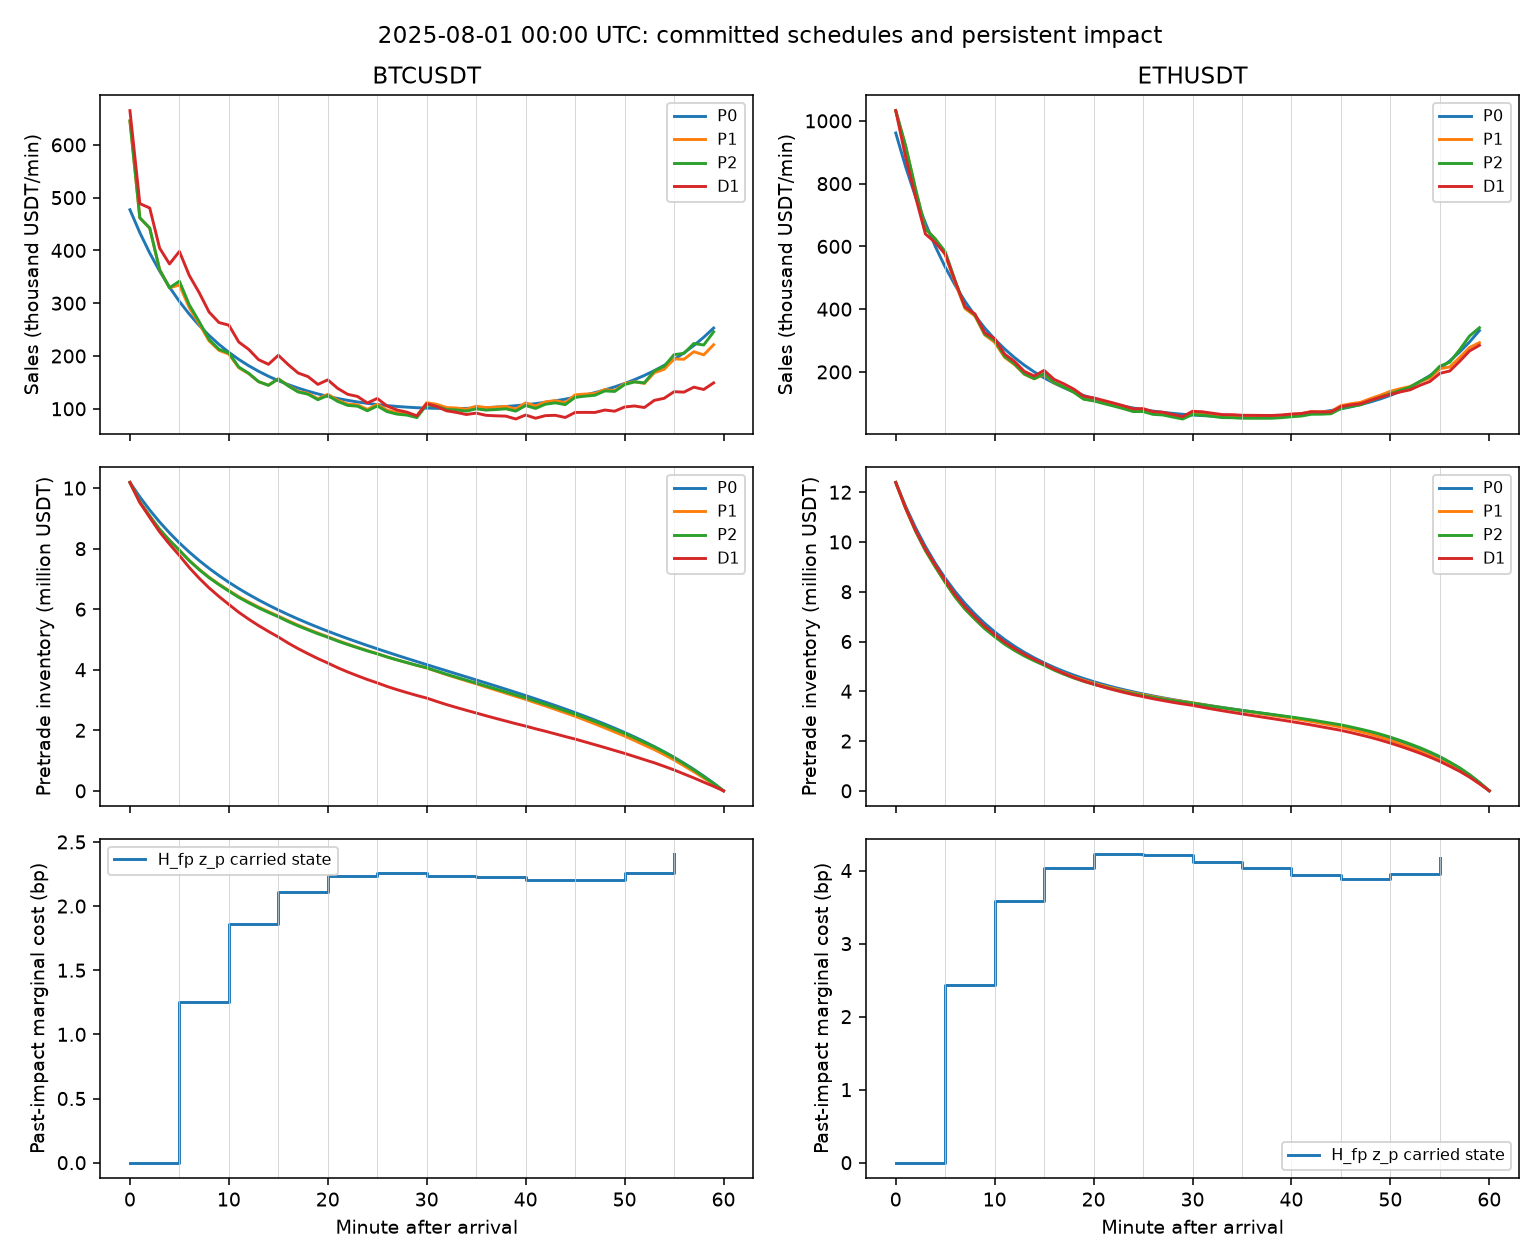 2025-08-01 00:00 UTC: committed schedules and persistent impact
BTCUSDT
Sales (thousand USDT/min)
600
500
400
300
200
100
P0
P1
P2
D1
ETHUSDT
Sales (thousand USDT/min)
1000
800
600
400
200
P0
P1
P2
D1
Pretrade inventory (million USDT)
10
8
6
4
2
0
P0
P1
P2
D1
Pretrade inventory (million USDT)
12
10
8
6
4
2
0
P0
P1
P2
D1
Past-impact marginal cost (bp)
2.5
2.0
1.5
1.0
0.5
0.0
H_fp z_p carried state
0 10 20 30 40 50 60
Minute after arrival
Past-impact marginal cost (bp)
4
3
2
1
0
H_fp z_p carried state
0 10 20 30 40 50 60
Minute after arrival